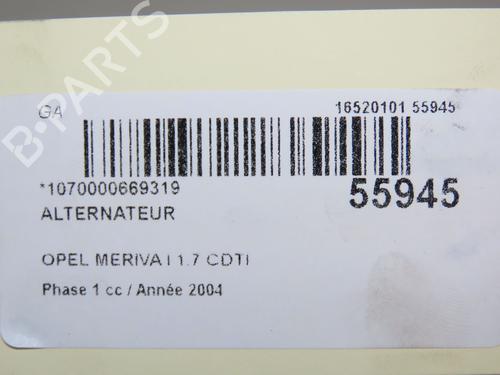 GA
16520101 55945
*1070000669319
55945
ALTERNATEUR
OPEL MERIVA I 1.7 CDTI
Phase 1 cc / Année 2004
B-PARTS